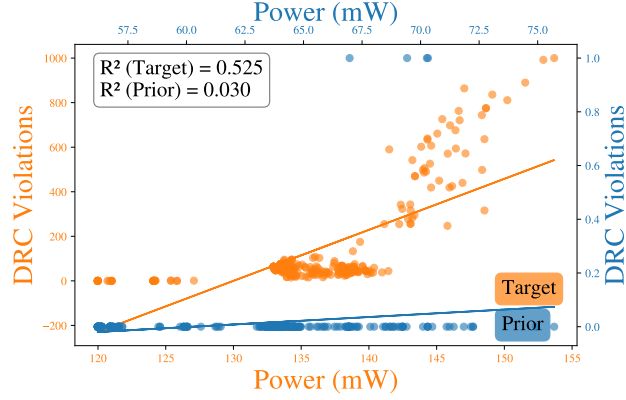 Power (mW)
57.5 60.0 62.5 65.0 67.5 70.0 72.5 75.0
R² (Target) = 0.525
R² (Prior) = 0.030
DRC Violations
1000
800
600
400
200
0
−200
DRC Violations
1.0
0.8
0.6
0.4
0.2
0.0
Target
Prior
120 125 130 135 140 145 150 155
Power (mW)